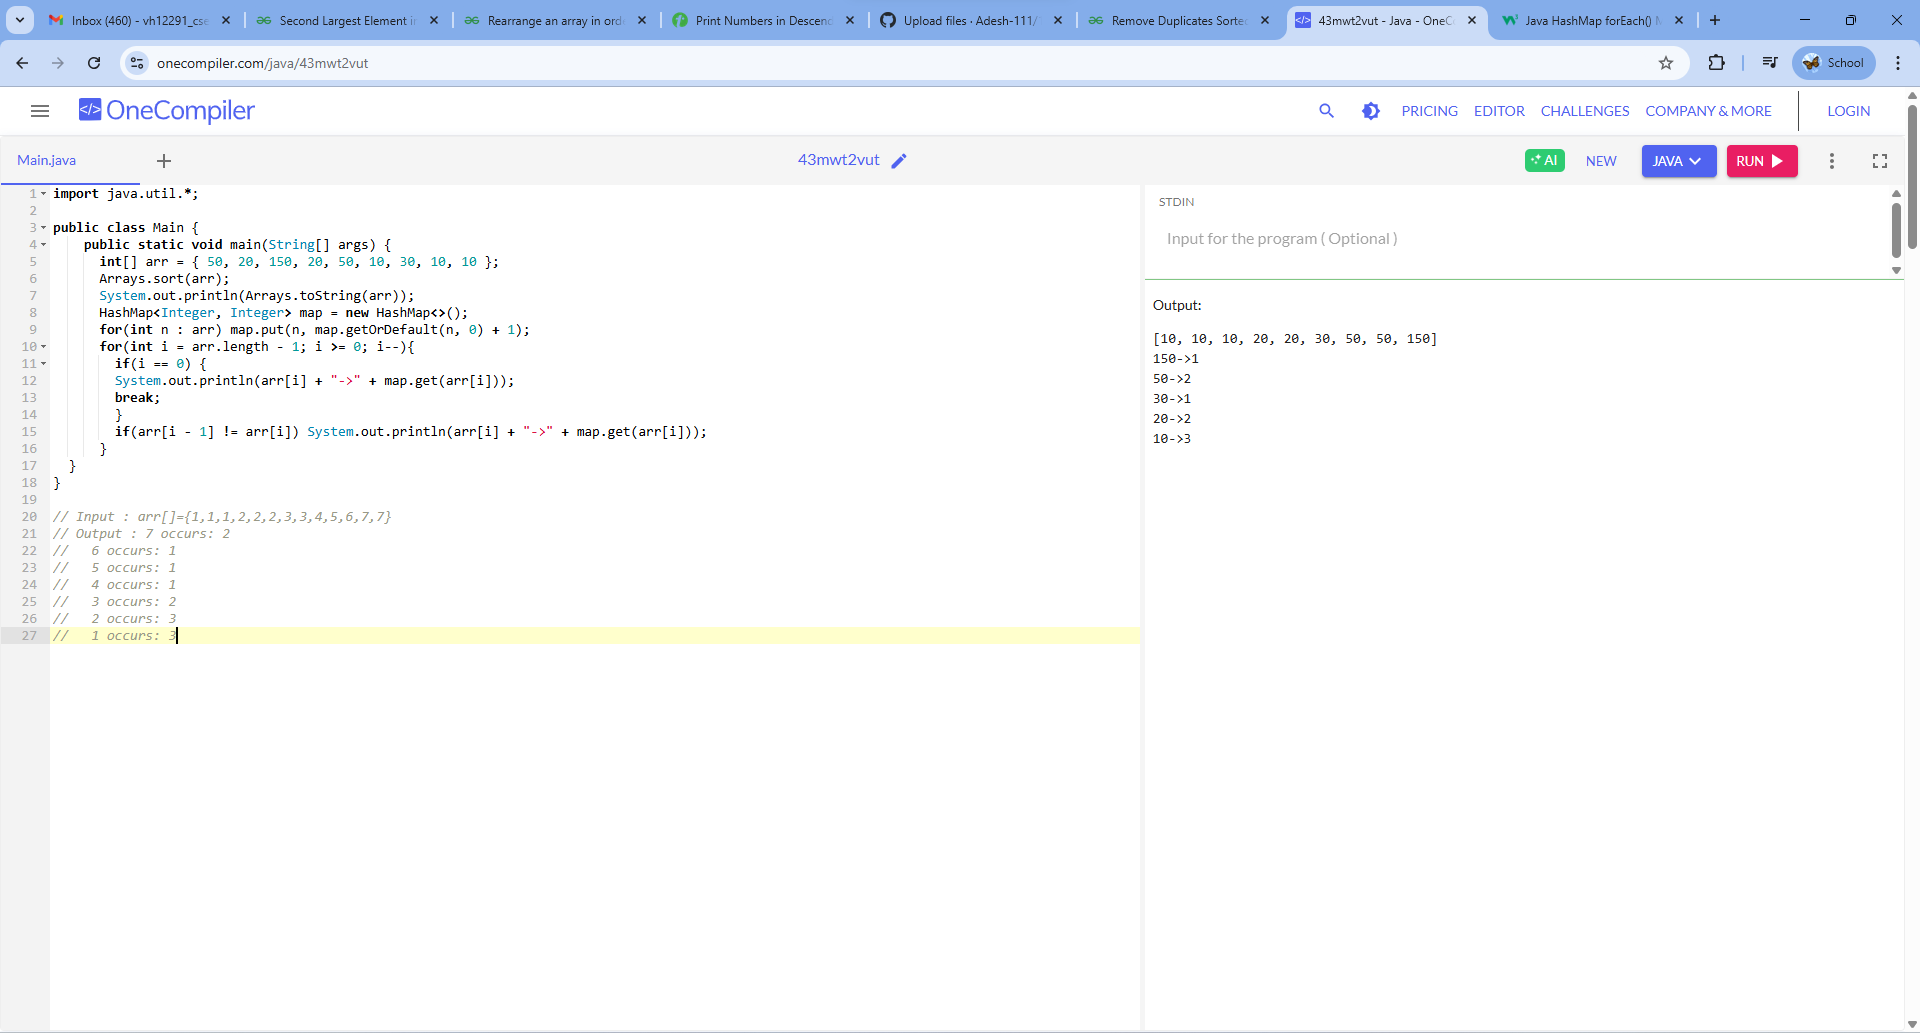 Inbox (460) - vh12291_cse
Second Largest Element i
Rearrange an array in orde
Print Numbers in Descend
Upload files · Adesh-111/
Remove Duplicates Sorted
43mwt2vut - Java - OneC
Java HashMap forEach() M
onecompiler.com/java/43mwt2vut
School
</> OneCompiler
PRICING
EDITOR
CHALLENGES
COMPANY & MORE
LOGIN
Main.java
43mwt2vut
AI
NEW
JAVA
RUN
1 import java.util.*;
2
3 public class Main {
4 public static void main(String[] args) {
5 int[] arr = { 50, 20, 150, 20, 50, 10, 30, 10, 10 };
6 Arrays.sort(arr);
7 System.out.println(Arrays.toString(arr));
8 HashMap<Integer, Integer> map = new HashMap<>();
9 for(int n : arr) map.put(n, map.getOrDefault(n, 0) + 1);
10 for(int i = arr.length - 1; i >= 0; i--){
11 if(i == 0) {
12 System.out.println(arr[i] + "->" + map.get(arr[i]));
13 break;
14 }
15 if(arr[i - 1] != arr[i]) System.out.println(arr[i] + "->" + map.get(arr[i]));
16 }
17 }
18 }
19
20 // Input : arr[]={1,1,1,2,2,2,3,3,4,5,6,7,7}
21 // Output : 7 occurs: 2
22 // 6 occurs: 1
23 // 5 occurs: 1
24 // 4 occurs: 1
25 // 3 occurs: 2
26 // 2 occurs: 3
27 // 1 occurs: 3
STDIN
Input for the program ( Optional )
Output:
[10, 10, 10, 20, 20, 30, 50, 50, 150]
150->1
50->2
30->1
20->2
10->3